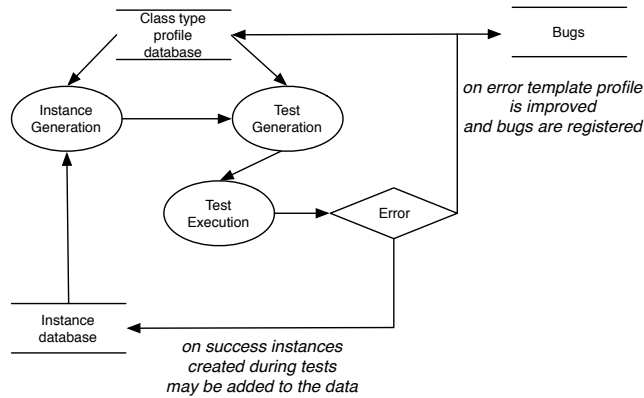 Class type
profile
database
Bugs
on error template profile
is improved
and bugs are registered
Instance
Generation
Test
Generation
Test
Execution
Error
Instance
database
on success instances
created during tests
may be added to the data